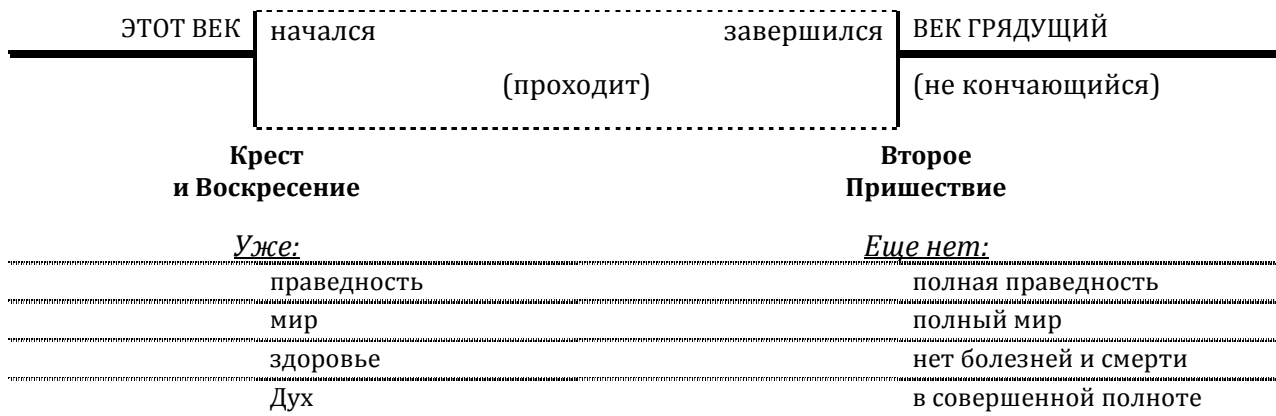 ЭТОТ ВЕК начался завершился ВЕК ГРЯДУЩИЙ
(проходит) (не кончающийся)
Крест Второе
и Воскресение Пришествие
Уже: Еще нет:
праведность полная праведность
мир полный мир
здоровье нет болезней и смерти
Дух в совершенной полноте